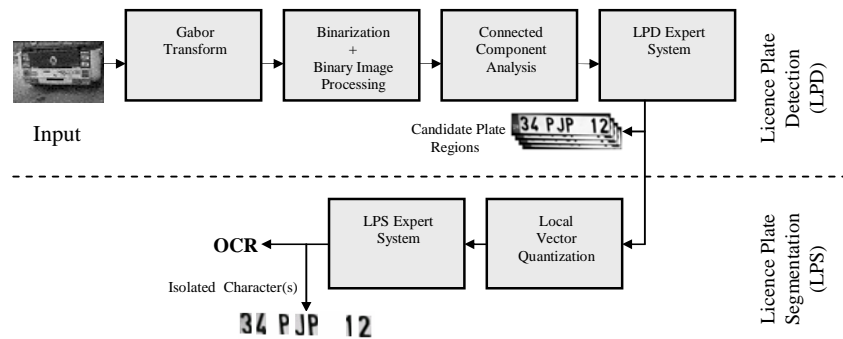 Gabor
Transform
Binarization
+
Binary Image
Processing
Connected
Component
Analysis
LPD Expert
System
Licence Plate
Detection
(LPD)
Input
Candidate Plate
Regions
34 PJP 12
LPS Expert
System
Local
Vector
Quantization
Licence Plate
Segmentation
(LPS)
OCR
Isolated Character(s)
34 PJP 12